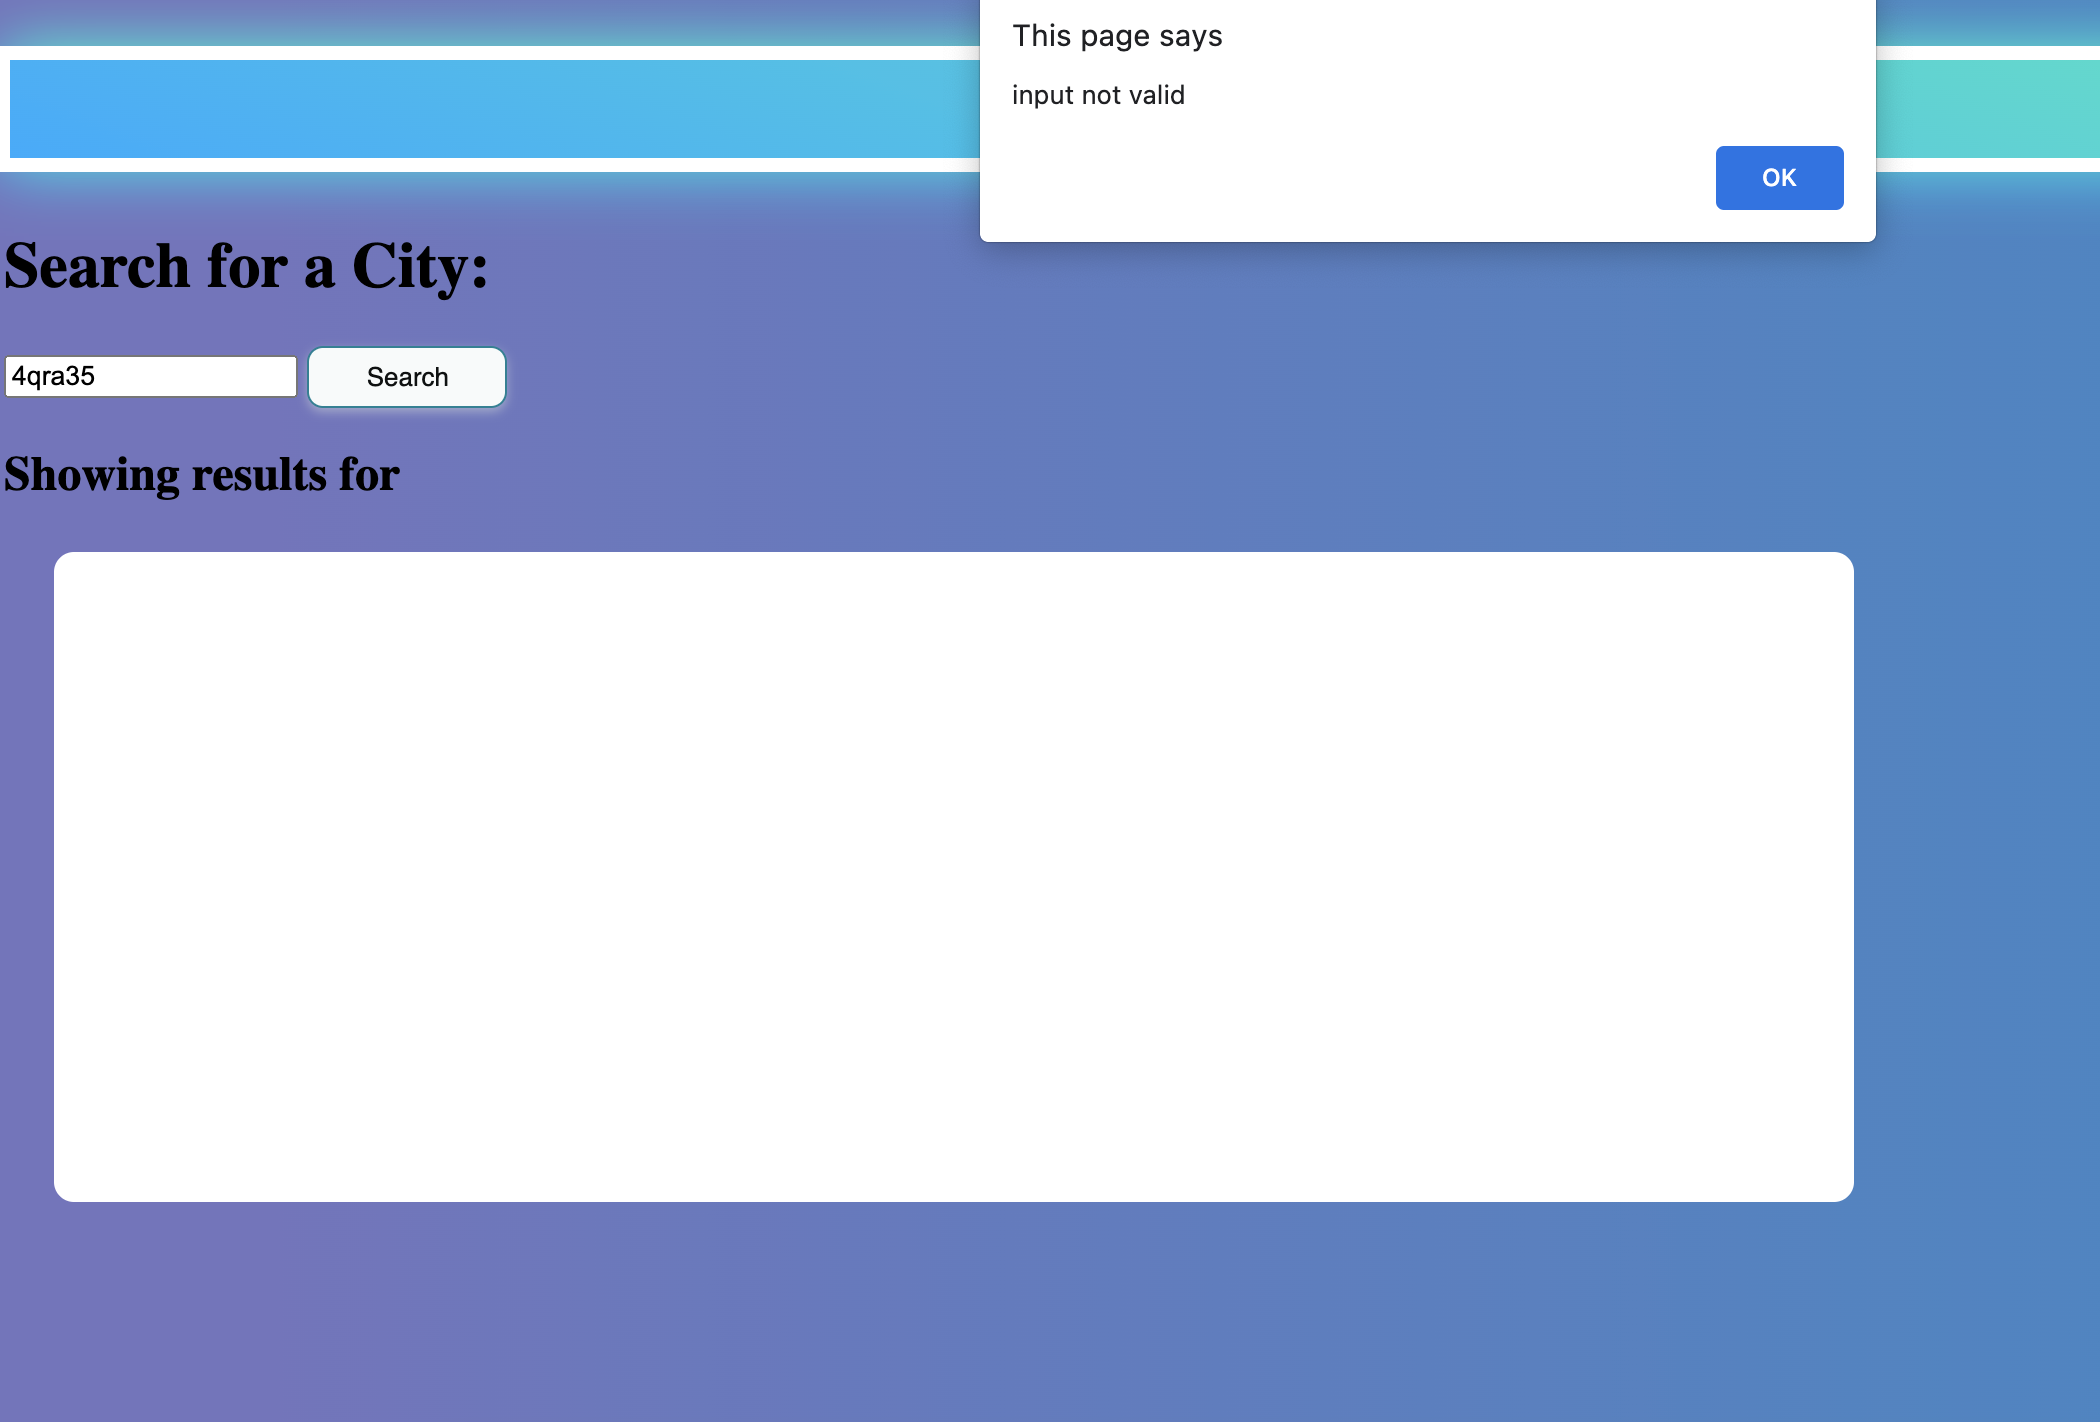 This page says
input not valid
OK
Search for a City:
4qra35
Search
Showing results for